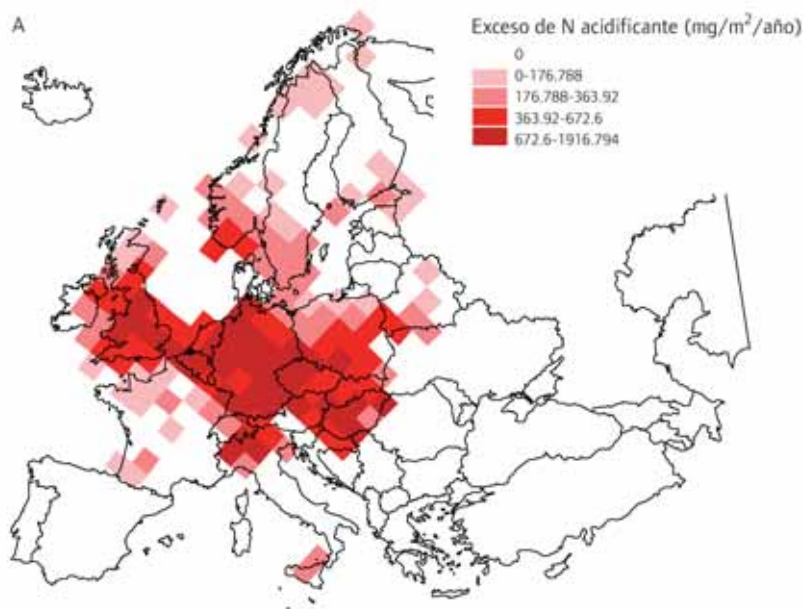 A
Exceso de N acidificante (mg/m²/año)
0
0-176.788
176.788-363.92
363.92-672.6
672.6-1916.794